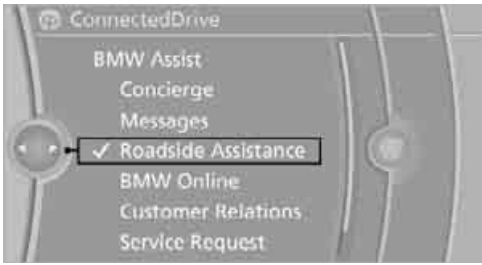 ConnectedDrive
BMW Assist
Concierge
Messages
Roadside Assistance
BMW Online
Customer Relations
Service Request